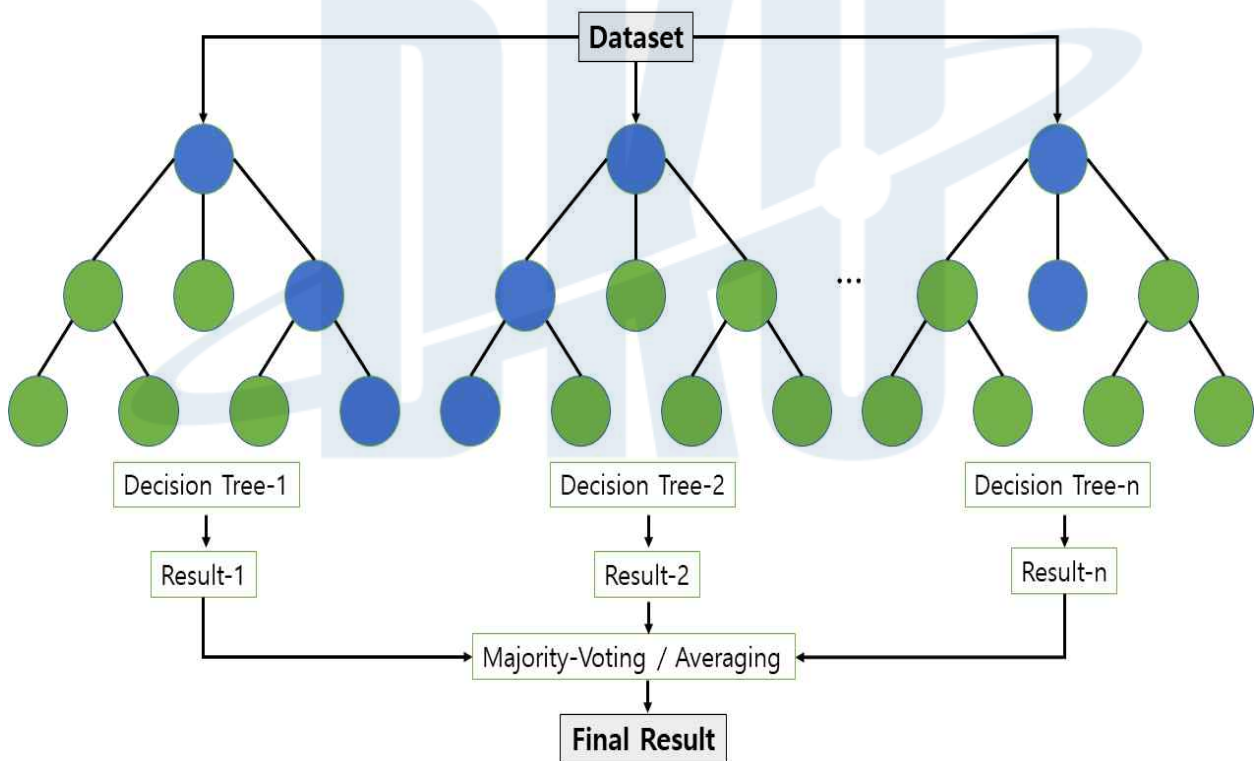 Dataset
...
Decision Tree-1
Decision Tree-2
Decision Tree-n
Result-1
Result-2
Result-n
Majority-Voting / Averaging
Final Result
DKU